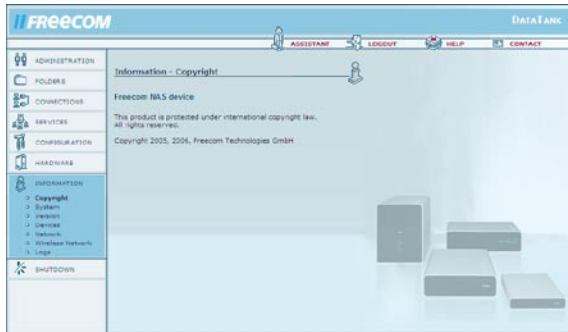 FREECOM
DATATANK
ASSISTANT
LOGOUT
HELP
CONTACT
ADMINISTRATION
FOLDERS
CONNECTIONS
SERVICES
CONFIGURATION
HARDWARE
INFORMATION
Copyright
System
Version
Devices
Network
Wireless Network
Logs
SHUTDOWN
Information - Copyright
Freecom NAS device
This product is protected under international copyright law.
All rights reserved.
Copyright 2005, 2006, Freecom Technologies GmbH